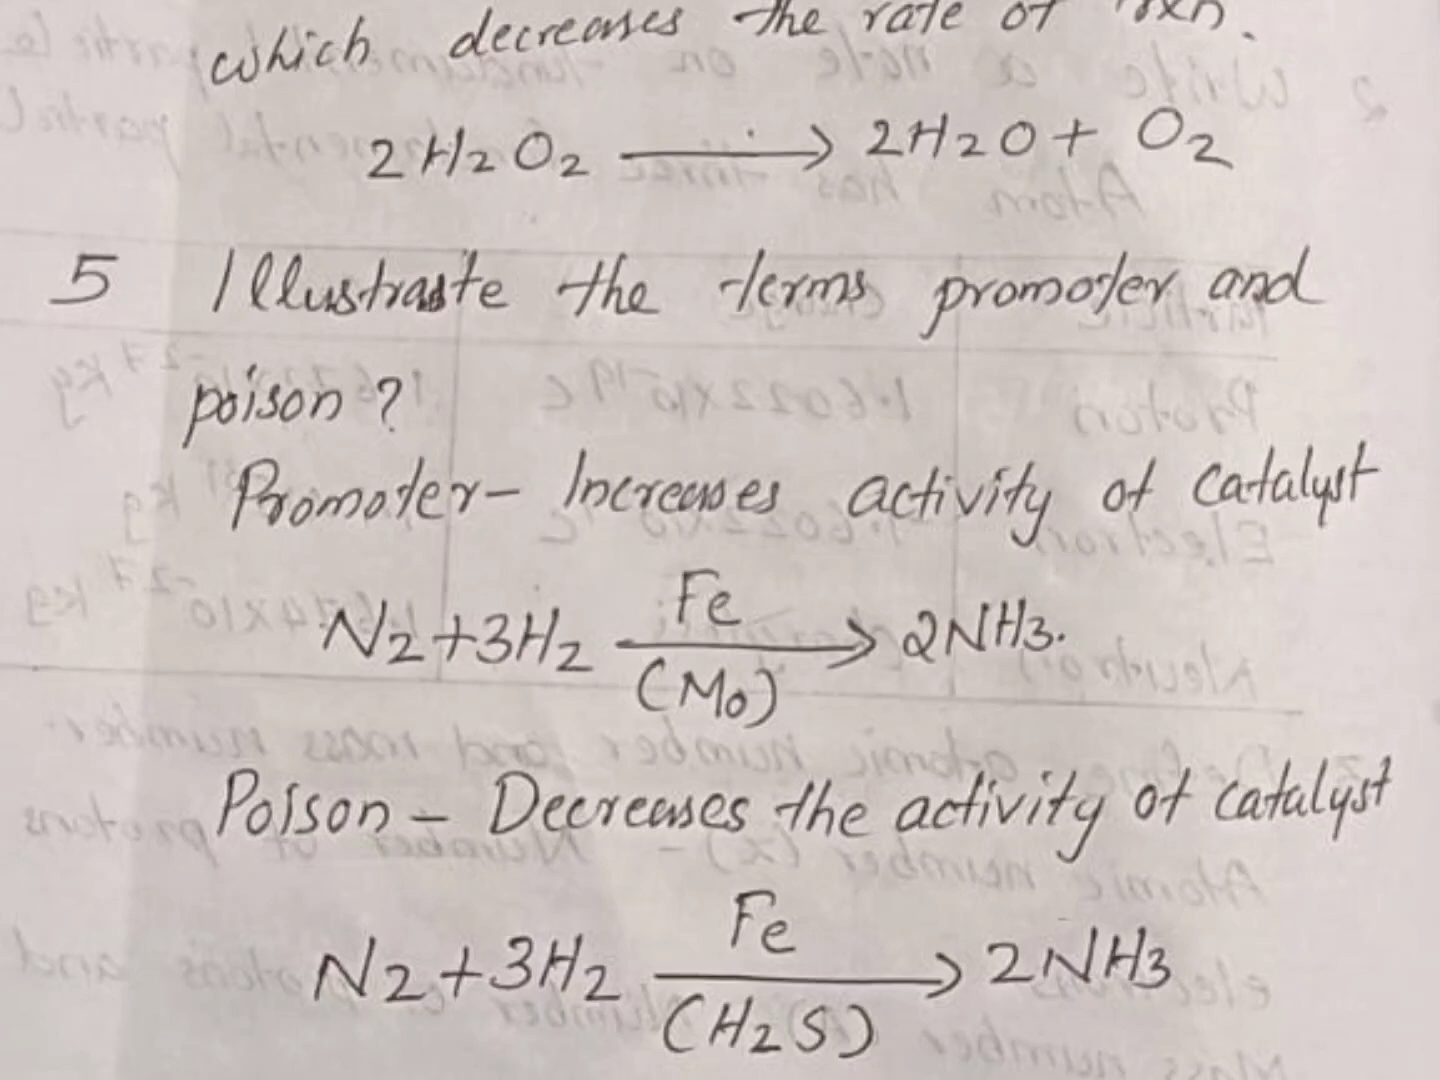 which decreases the rate of rxn.
2H₂O₂ ⟶ 2H₂O + O₂
5 Illustraste the terms promoter and
poison ?
Promoter - Increases activity of catalyst
Fe
N₂ + 3H₂ ⟶ 2NH₃.
(Mo)
Poison - Decreases the activity of catalyst
Fe
N₂ + 3H₂ ⟶ 2NH₃
(H₂S)